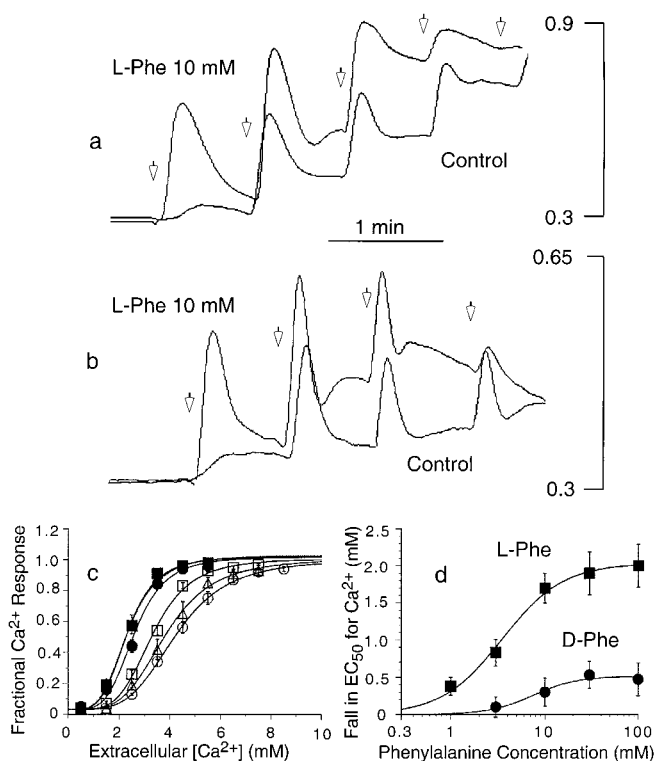 0.9
L-Phe 10 mM
a
Control
0.3
1 min
0.65
L-Phe 10 mM
b
Control
0.3
Fractional Ca2+ Response
1.2
1.0
0.8
0.6
0.4
0.2
0
c
0 2 4 6 8 10
Extracellular [Ca2+] (mM)
Fall in EC50 for Ca2+ (mM)
2.5
2.0
1.5
1.0
0.5
0
d
L-Phe
D-Phe
0.3 1 10 100
Phenylalanine Concentration (mM)